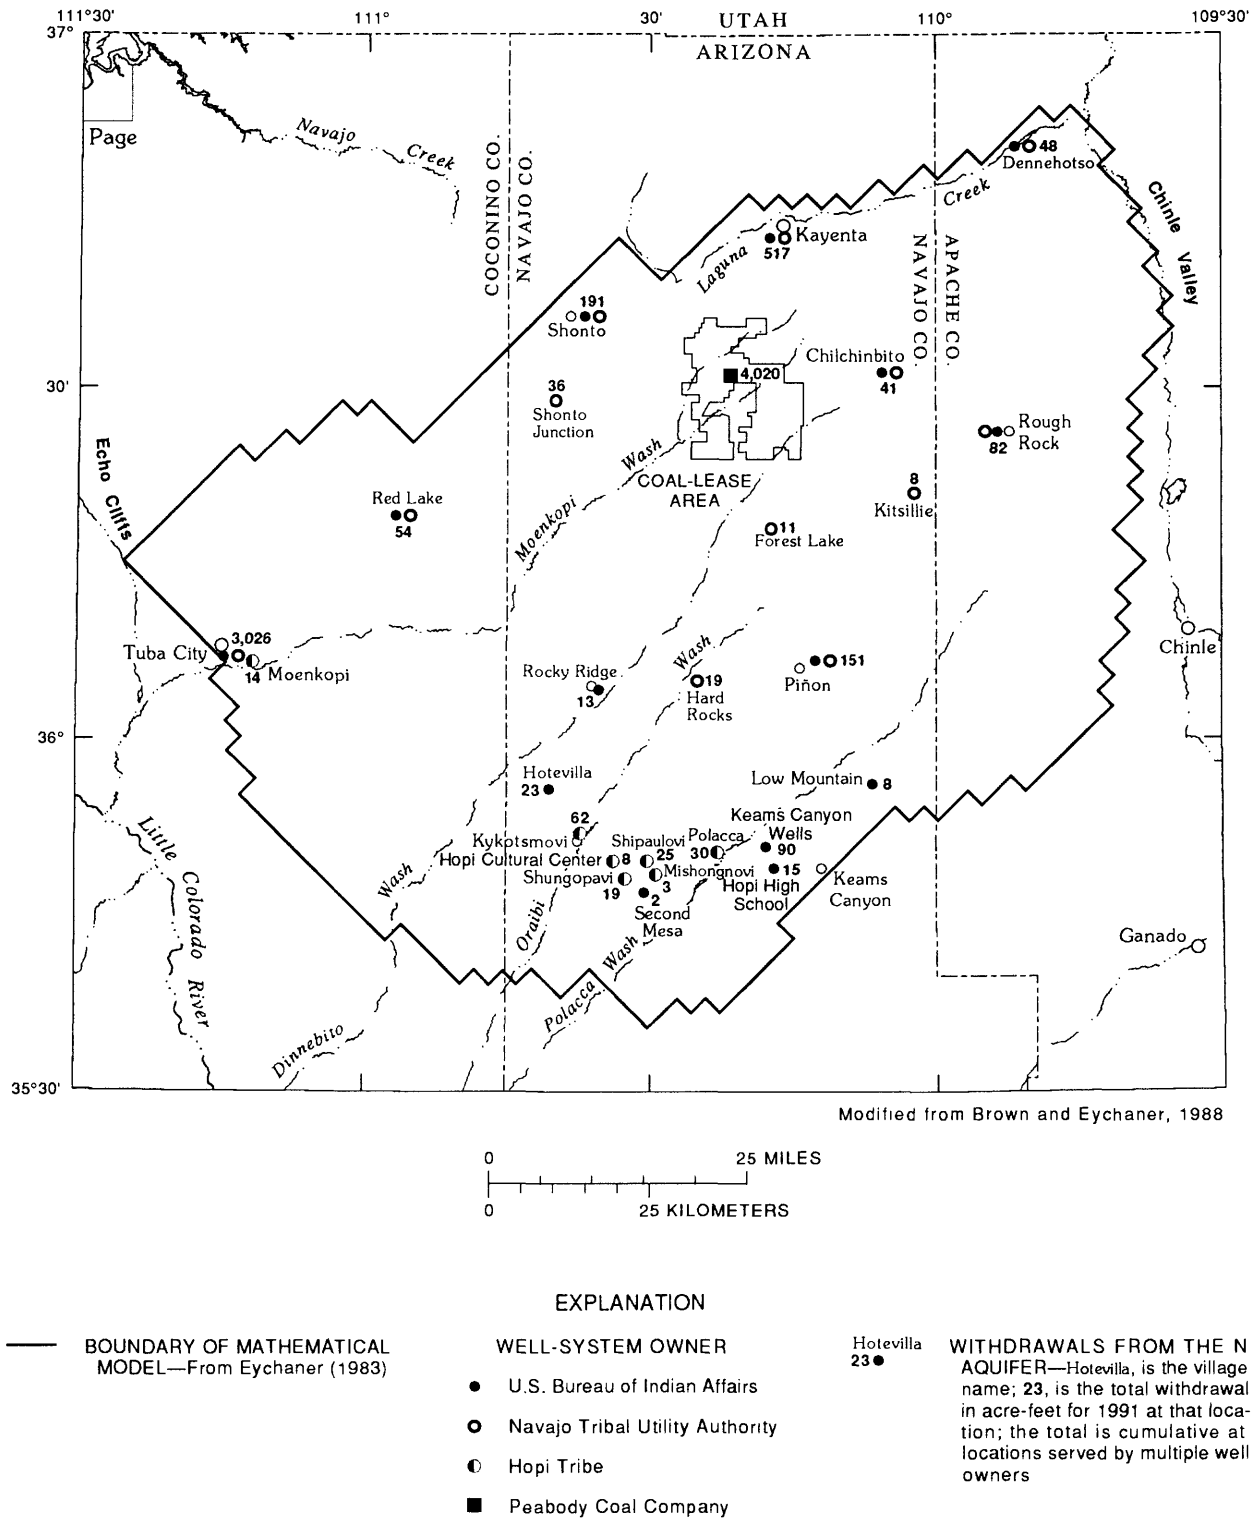 111°30'
111°
30'
UTAH
110°
109°30'
37°
ARIZONA
Page
Navajo
Creek
COCONINO CO.
NAVAJO CO.
48
Dennehotso
Creek
Chinle
Valley
Kayenta
517
Laguna
NAVAJO CO.
APACHE CO.
191
Shonto
Chilchinbito
4,020
41
30'
36
Shonto
Junction
Rough
Rock
82
Echo Cliffs
Wash
COAL-LEASE
AREA
8
Kitsillie
Red Lake
54
Moenkopi
11
Forest Lake
3,026
Tuba City
14
Moenkopi
Chinle
Wash
Rocky Ridge
13
19
Hard
Rocks
151
Piñon
36°
Hotevilla
23
Low Mountain
8
62
Keams Canyon
Wells
90
Kykotsmovi
Shipaulovi
Polacca
30
Hopi Cultural Center
8
25
Mishongnovi
3
Shungopavi
19
2
Second
Mesa
15
Hopi High
School
Keams
Canyon
Little
Colorado
River
Wash
Oraibi
Wash
Polacca
Dinnebito
Ganado
35°30'
Modified from Brown and Eychaner, 1988
0
25 MILES
0
25 KILOMETERS
EXPLANATION
BOUNDARY OF MATHEMATICAL
MODEL—From Eychaner (1983)
WELL-SYSTEM OWNER
U.S. Bureau of Indian Affairs
Navajo Tribal Utility Authority
Hopi Tribe
Peabody Coal Company
Hotevilla
23
WITHDRAWALS FROM THE N
AQUIFER—Hotevilla, is the village
name; 23, is the total withdrawal
in acre-feet for 1991 at that loca-
tion; the total is cumulative at
locations served by multiple well
owners